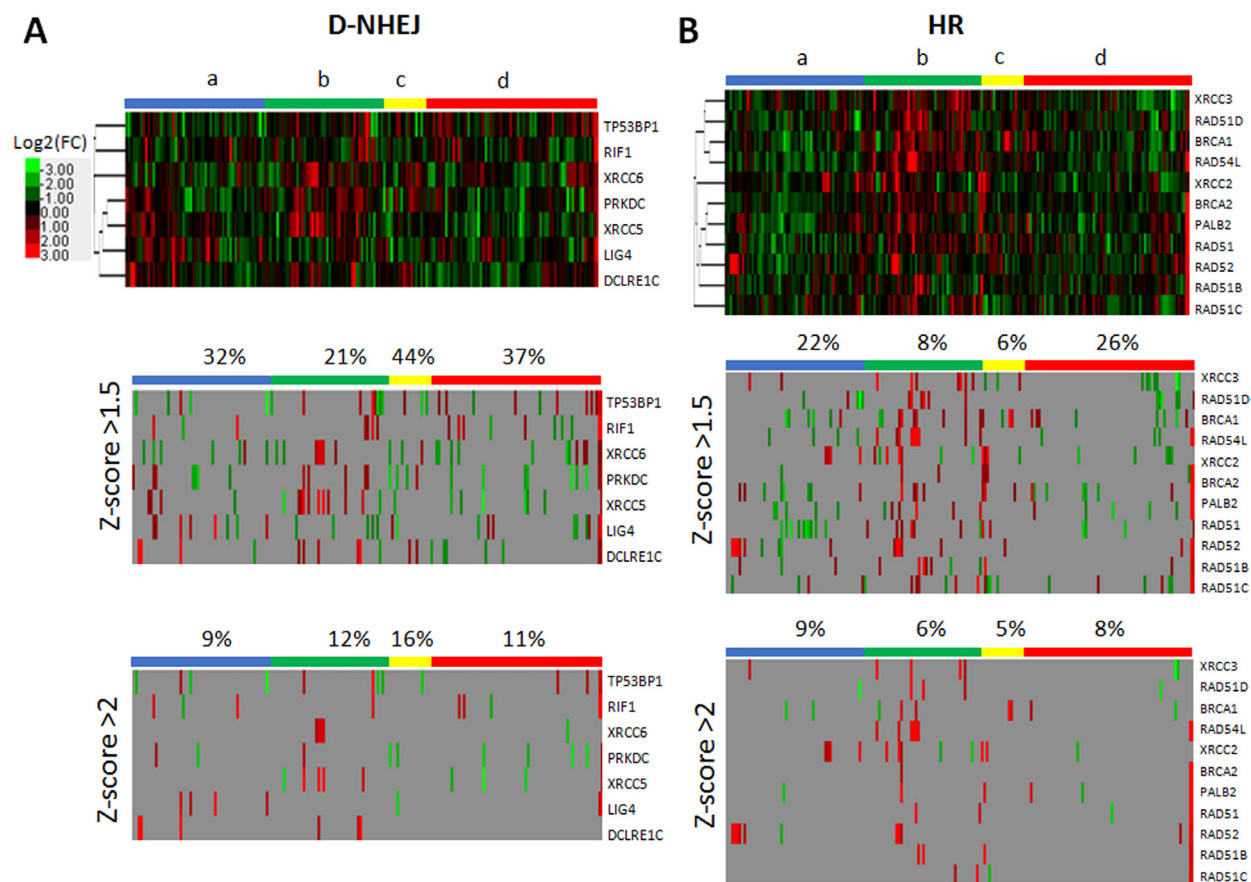 A
D-NHEJ
a b c d
Log2(FC)
-3.00
-2.00
-1.00
0.00
1.00
2.00
3.00
TP53BP1
RIF1
XRCC6
PRKDC
XRCC5
LIG4
DCLRE1C
32% 21% 44% 37%
Z-score >1.5
TP53BP1
RIF1
XRCC6
PRKDC
XRCC5
LIG4
DCLRE1C
9% 12% 16% 11%
Z-score >2
TP53BP1
RIF1
XRCC6
PRKDC
XRCC5
LIG4
DCLRE1C
B
HR
a b c d
XRCC3
RAD51D
BRCA1
RAD54L
XRCC2
BRCA2
PALB2
RAD51
RAD52
RAD51B
RAD51C
22% 8% 6% 26%
Z-score >1.5
XRCC3
RAD51D
BRCA1
RAD54L
XRCC2
BRCA2
PALB2
RAD51
RAD52
RAD51B
RAD51C
9% 6% 5% 8%
Z-score >2
XRCC3
RAD51D
BRCA1
RAD54L
XRCC2
BRCA2
PALB2
RAD51
RAD52
RAD51B
RAD51C